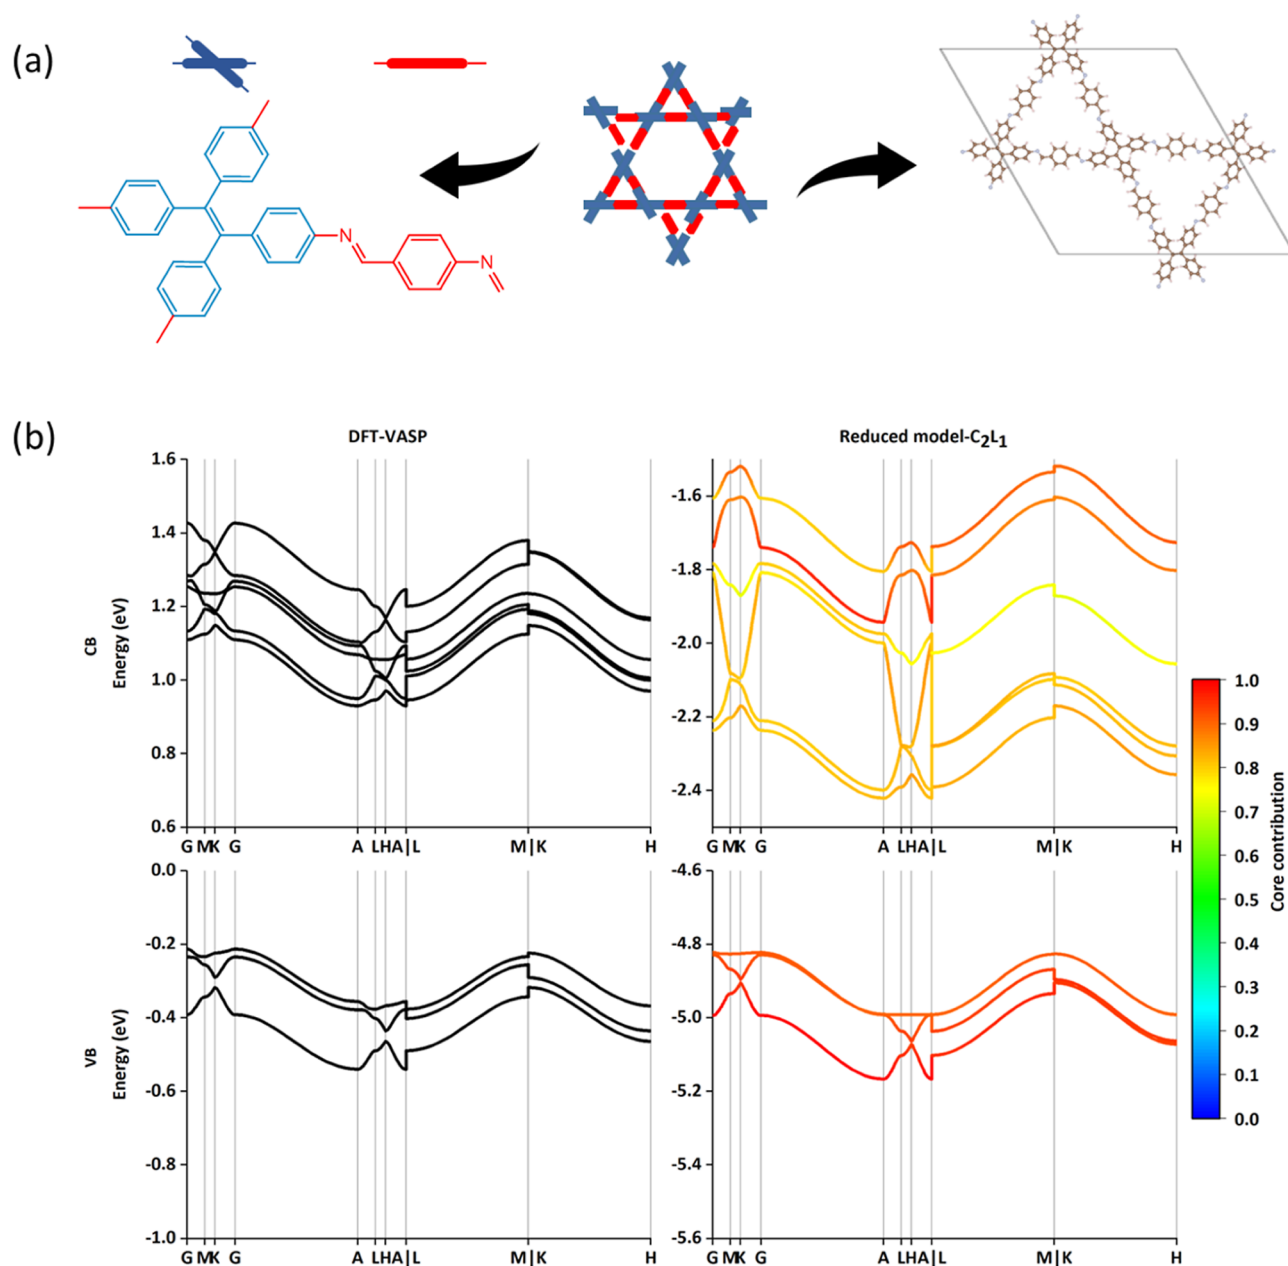 (a)
N
N
(b)
DFT-VASP
Reduced model-C₂L₁
CB
Energy (eV)
1.6
1.4
1.2
1.0
0.8
0.6
G M K G A L H A|L M|K H
-1.6
-1.8
-2.0
-2.2
-2.4
G M K G A L H A|L M|K H
VB
Energy (eV)
0.0
-0.2
-0.4
-0.6
-0.8
-1.0
G M K G A L H A|L M|K H
-4.6
-4.8
-5.0
-5.2
-5.4
-5.6
G M K G A L H A|L M|K H
1.0
0.9
0.8
0.7
0.6
0.5
0.4
0.3
0.2
0.1
0.0
Core contribution